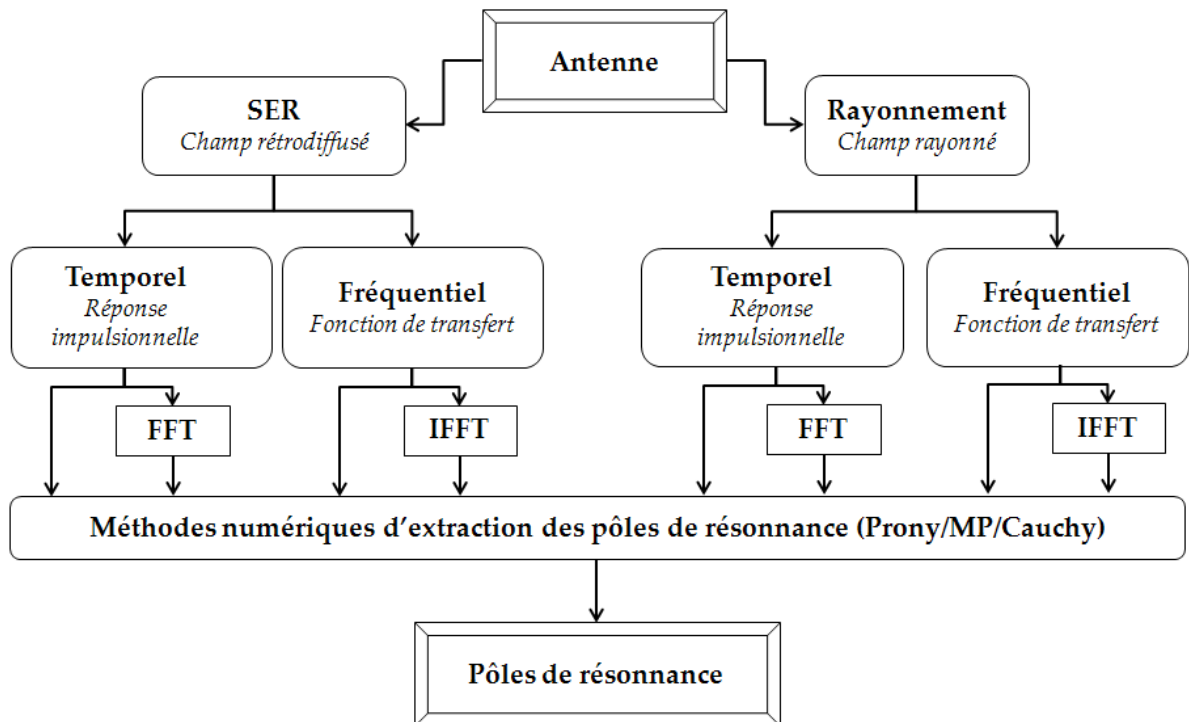 Antenne
SER
Champ rétrodiffusé
Rayonnement
Champ rayonné
Temporel
Réponse
impulsionnelle
Fréquentiel
Fonction de transfert
Temporel
Réponse
impulsionnelle
Fréquentiel
Fonction de transfert
FFT
IFFT
FFT
IFFT
Méthodes numériques d'extraction des pôles de résonnance (Prony/MP/Cauchy)
Pôles de résonnance